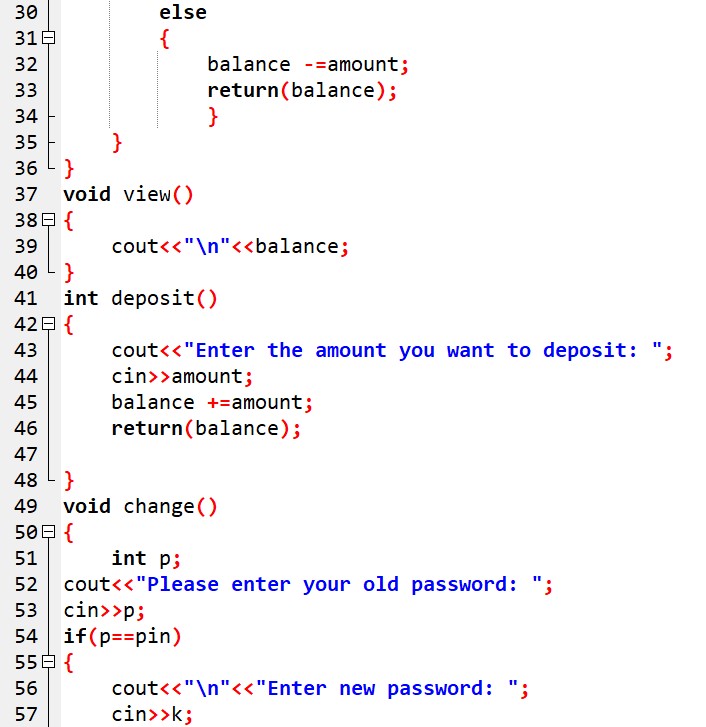 30 else
31 {
32 balance -=amount;
33 return(balance);
34 }
35 }
36 }
37 void view()
38 {
39 cout<<"\n"<<balance;
40 }
41 int deposit()
42 {
43 cout<<"Enter the amount you want to deposit: ";
44 cin>>amount;
45 balance +=amount;
46 return(balance);
47
48 }
49 void change()
50 {
51 int p;
52 cout<<"Please enter your old password: ";
53 cin>>p;
54 if(p==pin)
55 {
56 cout<<"\n"<<"Enter new password: ";
57 cin>>k;